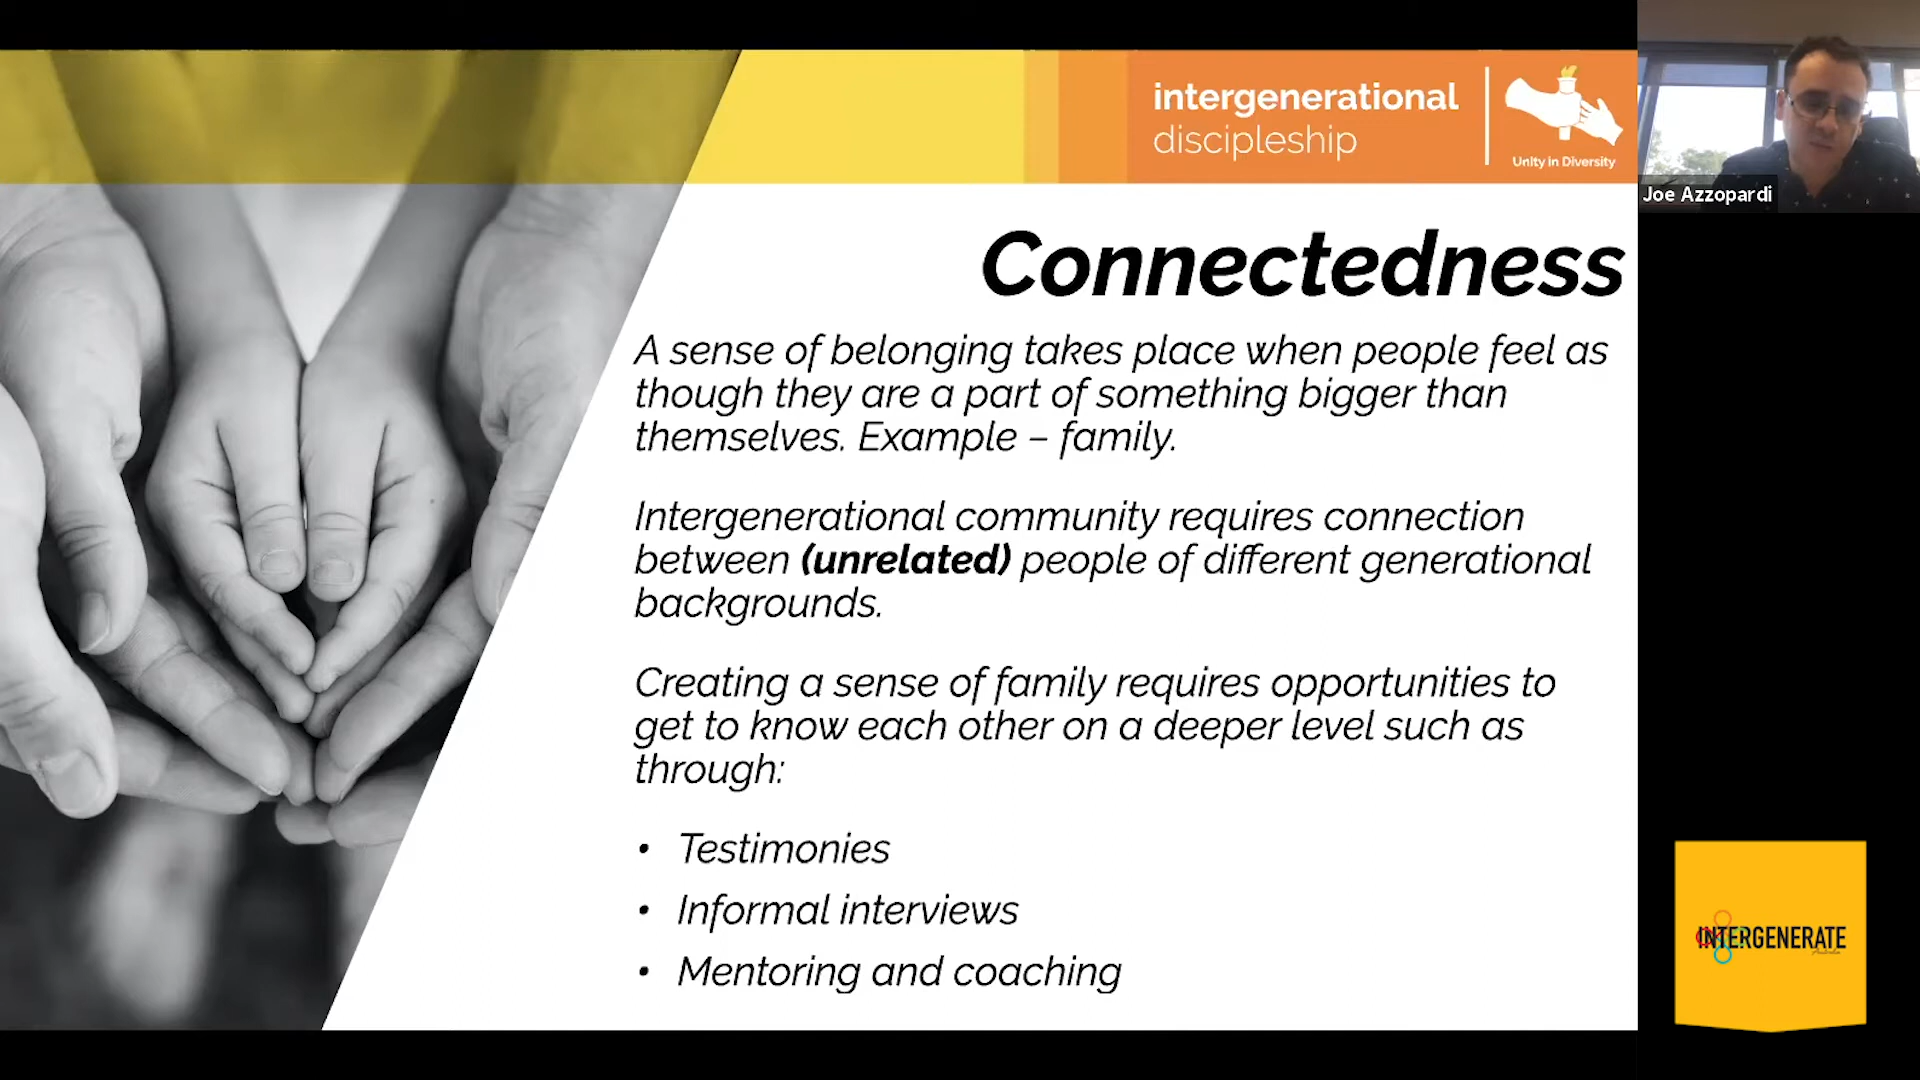 intergenerational
discipleship
Unity in Diversity
Joe Azzopardi
Connectedness
A sense of belonging takes place when people feel as
though they are a part of something bigger than
themselves. Example – family.
Intergenerational community requires connection
between (unrelated) people of different generational
backgrounds.
Creating a sense of family requires opportunities to
get to know each other on a deeper level such as
through:
• Testimonies
• Informal interviews
• Mentoring and coaching
INTERGENERATE
Australia